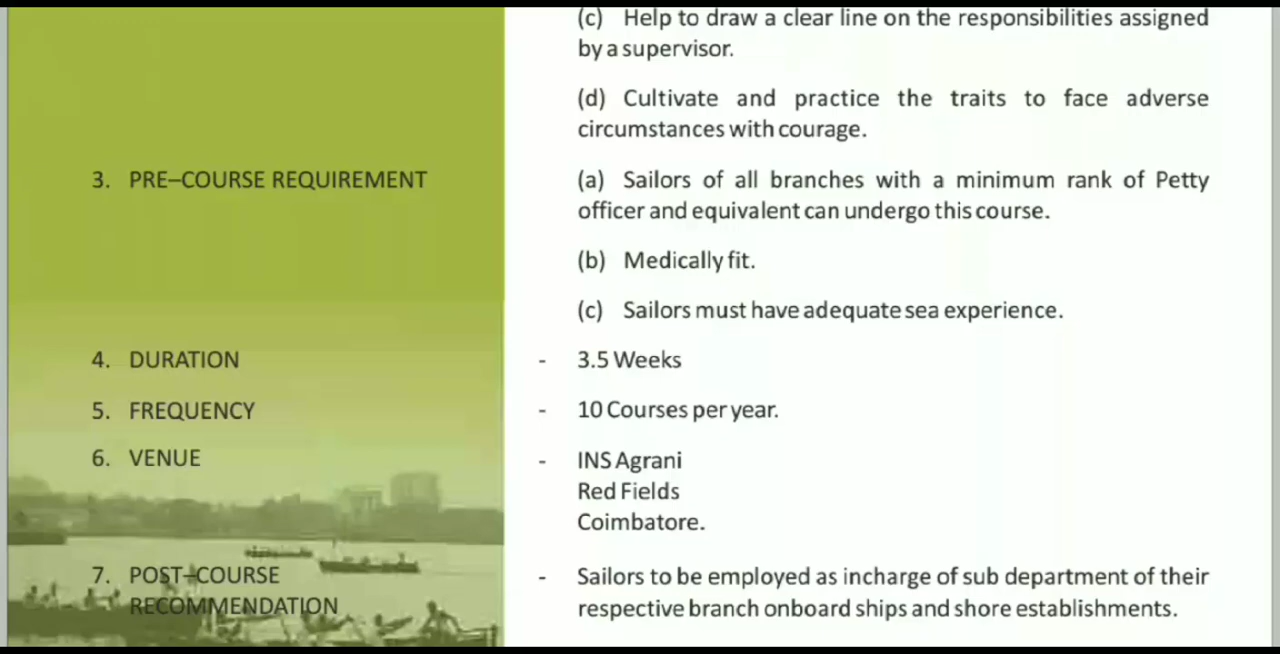 (c) Help to draw a clear line on the responsibilities assigned
by a supervisor.
(d) Cultivate and practice the traits to face adverse
circumstances with courage.
3. PRE–COURSE REQUIREMENT
(a) Sailors of all branches with a minimum rank of Petty
officer and equivalent can undergo this course.
(b) Medically fit.
(c) Sailors must have adequate sea experience.
4. DURATION - 3.5 Weeks
5. FREQUENCY - 10 Courses per year.
6. VENUE - INS Agrani
Red Fields
Coimbatore.
7. POST–COURSE
RECOMMENDATION
- Sailors to be employed as incharge of sub department of their
respective branch onboard ships and shore establishments.